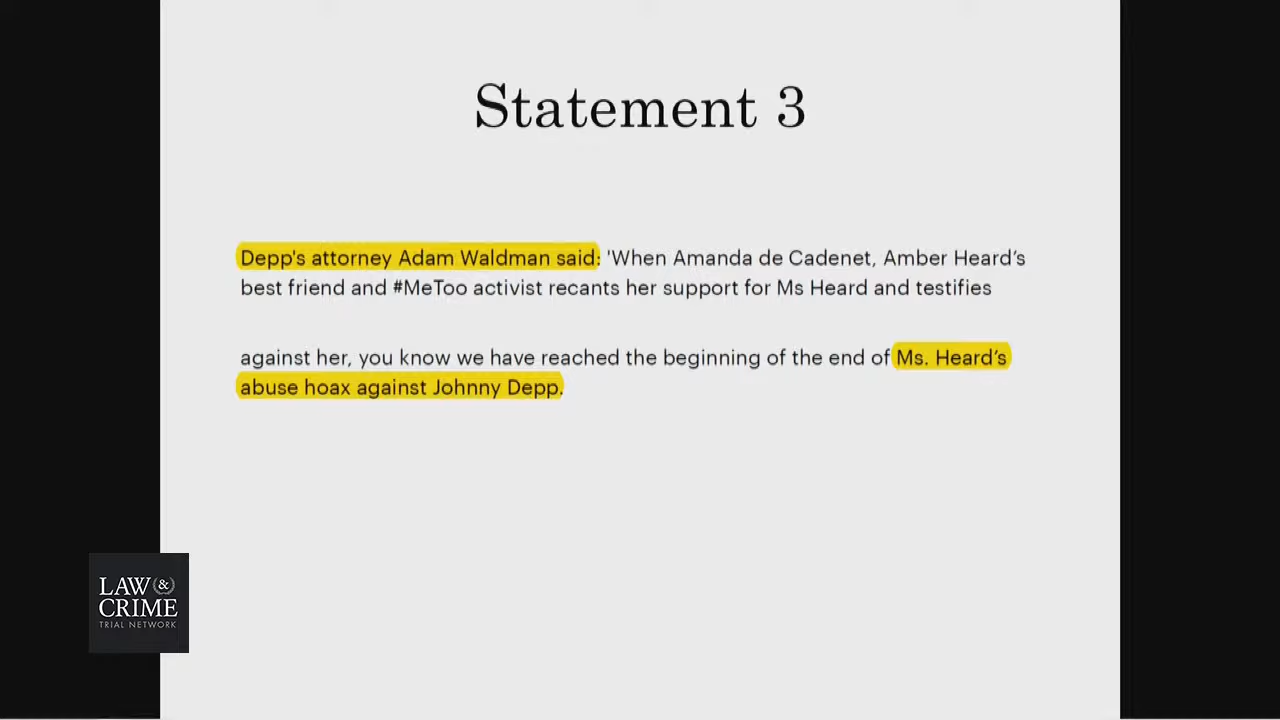 Statement 3
Depp's attorney Adam Waldman said: 'When Amanda de Cadenet, Amber Heard’s
best friend and #MeToo activist recants her support for Ms Heard and testifies
against her, you know we have reached the beginning of the end of Ms. Heard’s
abuse hoax against Johnny Depp.
LAW &
CRIME
TRIAL NETWORK